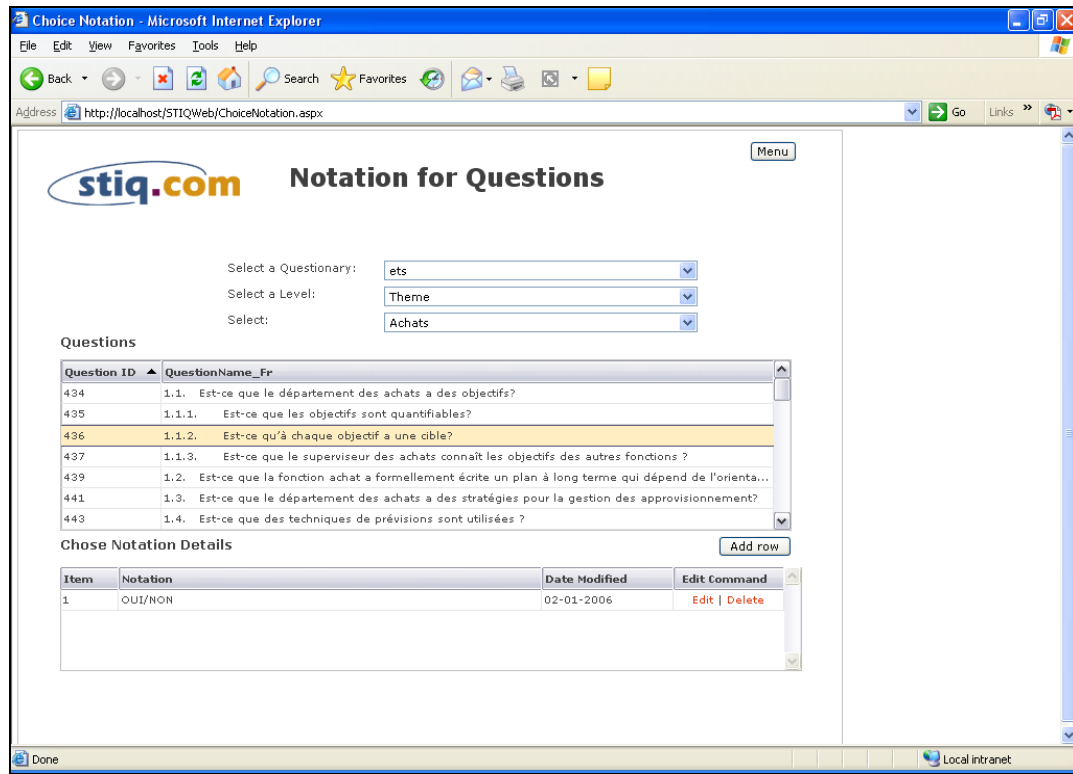 Choice Notation - Microsoft Internet Explorer
File Edit View Favorites Tools Help
Back Search Favorites
Address http://localhost/STIQWeb/ChoiceNotation.aspx Go Links »
Menu
stiq.com Notation for Questions
Select a Questionary: ets
Select a Level: Theme
Select: Achats
Questions
Question ID QuestionName_Fr
434 1.1. Est-ce que le département des achats a des objectifs?
435 1.1.1. Est-ce que les objectifs sont quantifiables?
436 1.1.2. Est-ce qu'à chaque objectif a une cible?
437 1.1.3. Est-ce que le superviseur des achats connaît les objectifs des autres fonctions ?
439 1.2. Est-ce que la fonction achat a formellement écrite un plan à long terme qui dépend de l'orienta...
441 1.3. Est-ce que le département des achats a des stratégies pour la gestion des approvisionnement?
443 1.4. Est-ce que des techniques de prévisions sont utilisées ?
Chose Notation Details Add row
Item Notation Date Modified Edit Command
1 OUI/NON 02-01-2006 Edit | Delete
Done Local intranet